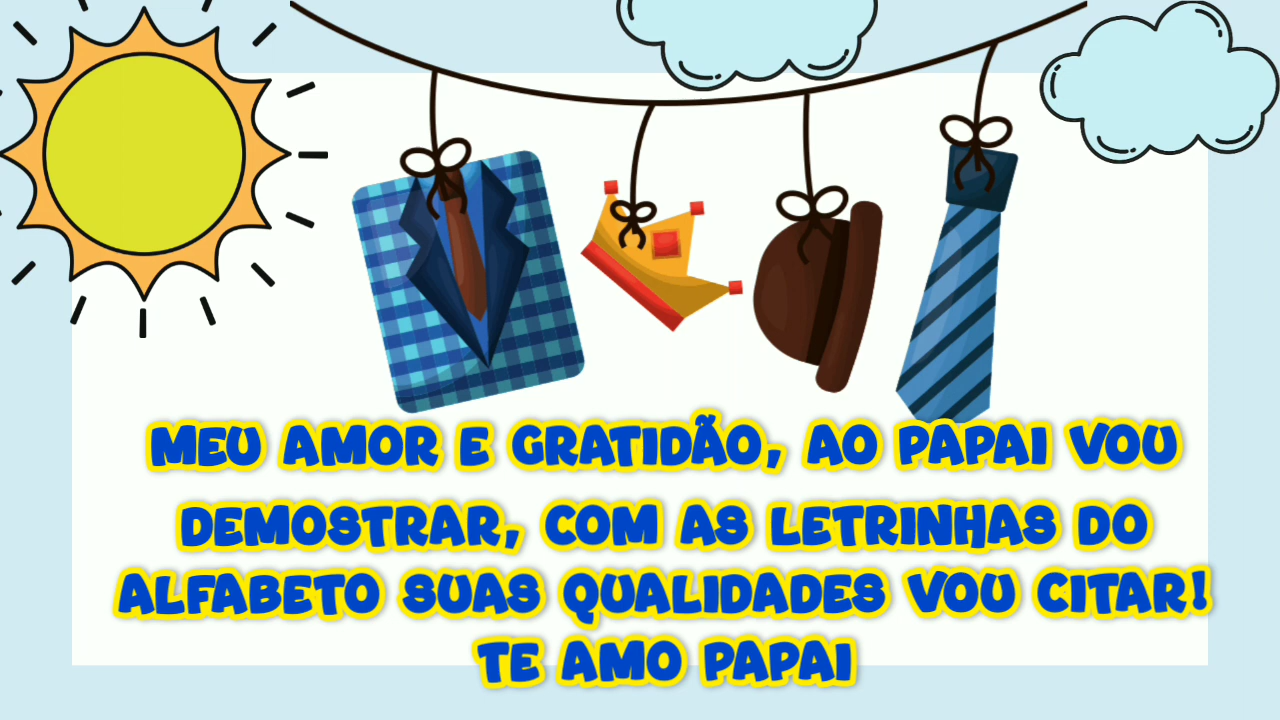 MEU AMOR E GRATIDÃO, AO PAPAI VOU
DEMOSTRAR, COM AS LETRINHAS DO
ALFABETO SUAS QUALIDADES VOU CITAR!
TE AMO PAPAI